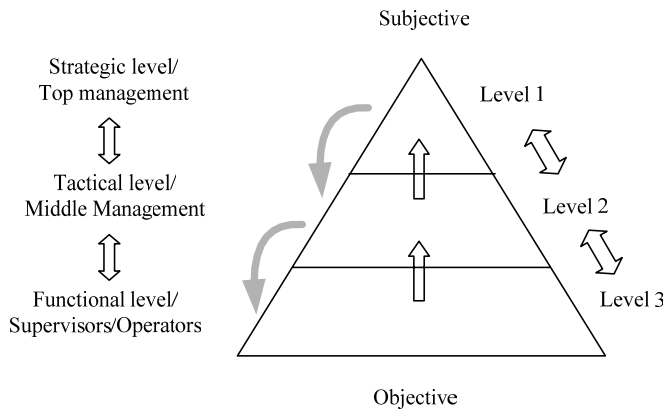 Subjective
Strategic level/
Top management
Level 1
Tactical level/
Middle Management
Level 2
Functional level/
Supervisors/Operators
Level 3
Objective